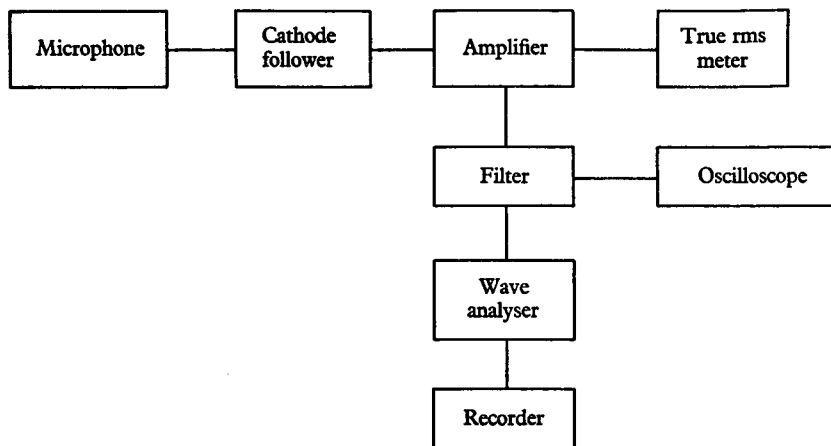 Microphone
Cathode
follower
Amplifier
True rms
meter
Filter
Oscilloscope
Wave
analyser
Recorder